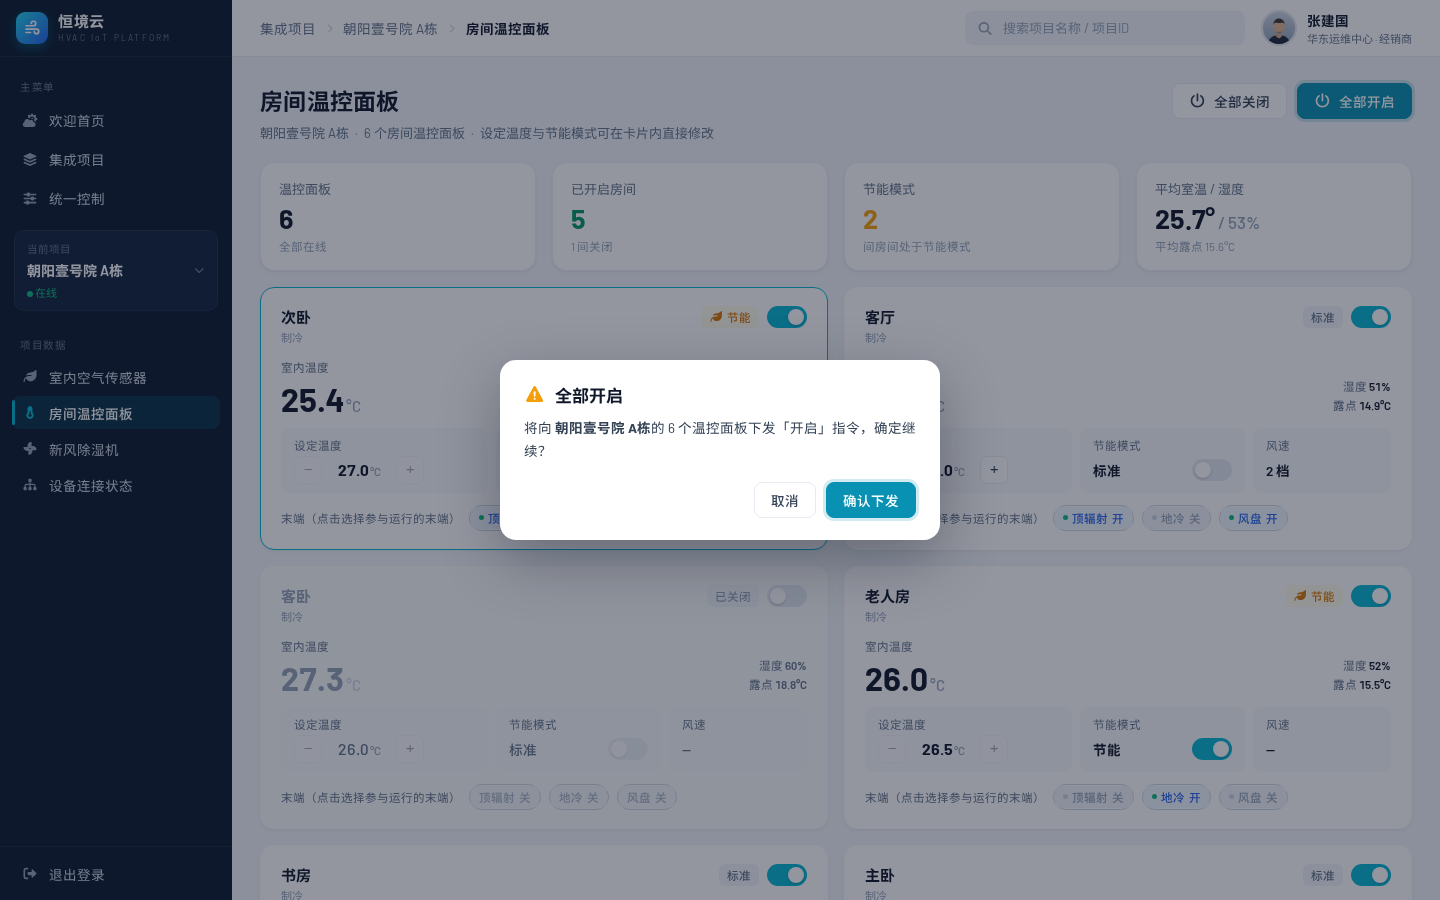 恒境云
HVAC IoT PLATFORM
主菜单
欢迎首页
集成项目
统一控制
当前项目
朝阳壹号院 A栋
在线
项目数据
室内空气传感器
房间温控面板
新风除湿机
设备连接状态
退出登录
集成项目 朝阳壹号院 A栋 房间温控面板
搜索项目名称 / 项目ID
张建国
华东运维中心 · 经销商
房间温控面板
朝阳壹号院 A栋 · 6 个房间温控面板 · 设定温度与节能模式可在卡片内直接修改
全部关闭
全部开启
温控面板
6
全部在线
已开启房间
5
1 间关闭
节能模式
2
间房间处于节能模式
平均室温 / 湿度
25.7° / 53%
平均露点 15.6°C
次卧
节能
制冷
室内温度
25.4°C
设定温度
− 27.0°C +
末端（点击选择参与运行的末端）
顶
客厅
标准
制冷
湿度 51%
露点 14.9°C
.0°C +
节能模式
标准
风速
2 档
择参与运行的末端）
顶辐射 开
地冷 关
风盘 开
全部开启
将向 朝阳壹号院 A栋的 6 个温控面板下发「开启」指令，确定继
续？
取消
确认下发
客卧
已关闭
制冷
室内温度
27.3°C
湿度 60%
露点 18.8°C
设定温度
− 26.0°C +
节能模式
标准
风速
–
末端（点击选择参与运行的末端）
顶辐射 关
地冷 关
风盘 关
老人房
节能
制冷
室内温度
26.0°C
湿度 52%
露点 15.5°C
设定温度
− 26.5°C +
节能模式
节能
风速
–
末端（点击选择参与运行的末端）
顶辐射 关
地冷 开
风盘 关
书房
标准
制冷
主卧
标准
制冷